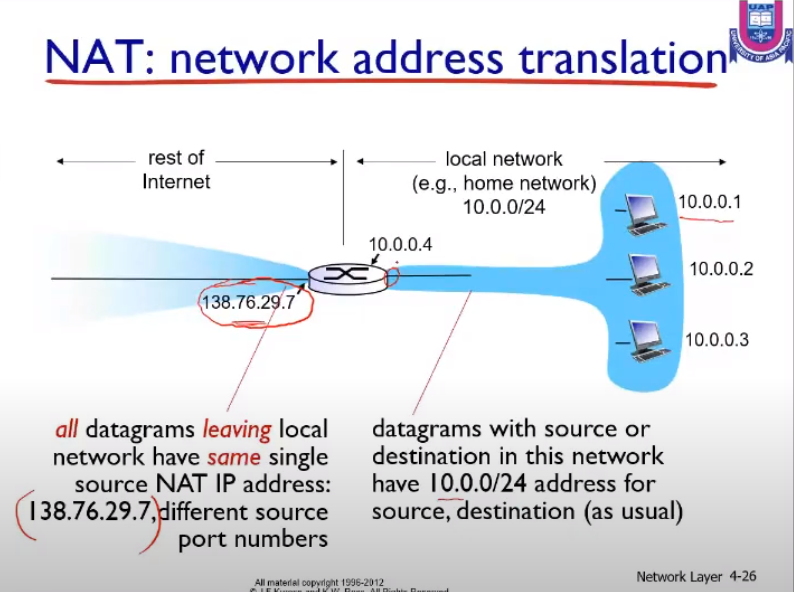 NAT: network address translation
UAP
UNIVERSITY OF ASIA PACIFIC
rest of
Internet
local network
(e.g., home network)
10.0.0/24
10.0.0.1
10.0.0.4
10.0.0.2
138.76.29.7
10.0.0.3
all datagrams leaving local
network have same single
source NAT IP address:
138.76.29.7,different source
port numbers
datagrams with source or
destination in this network
have 10.0.0/24 address for
source, destination (as usual)
All material copyright 1996-2012
© J.F Kurose and K.W. Ross, All Rights Reserved
Network Layer 4-26